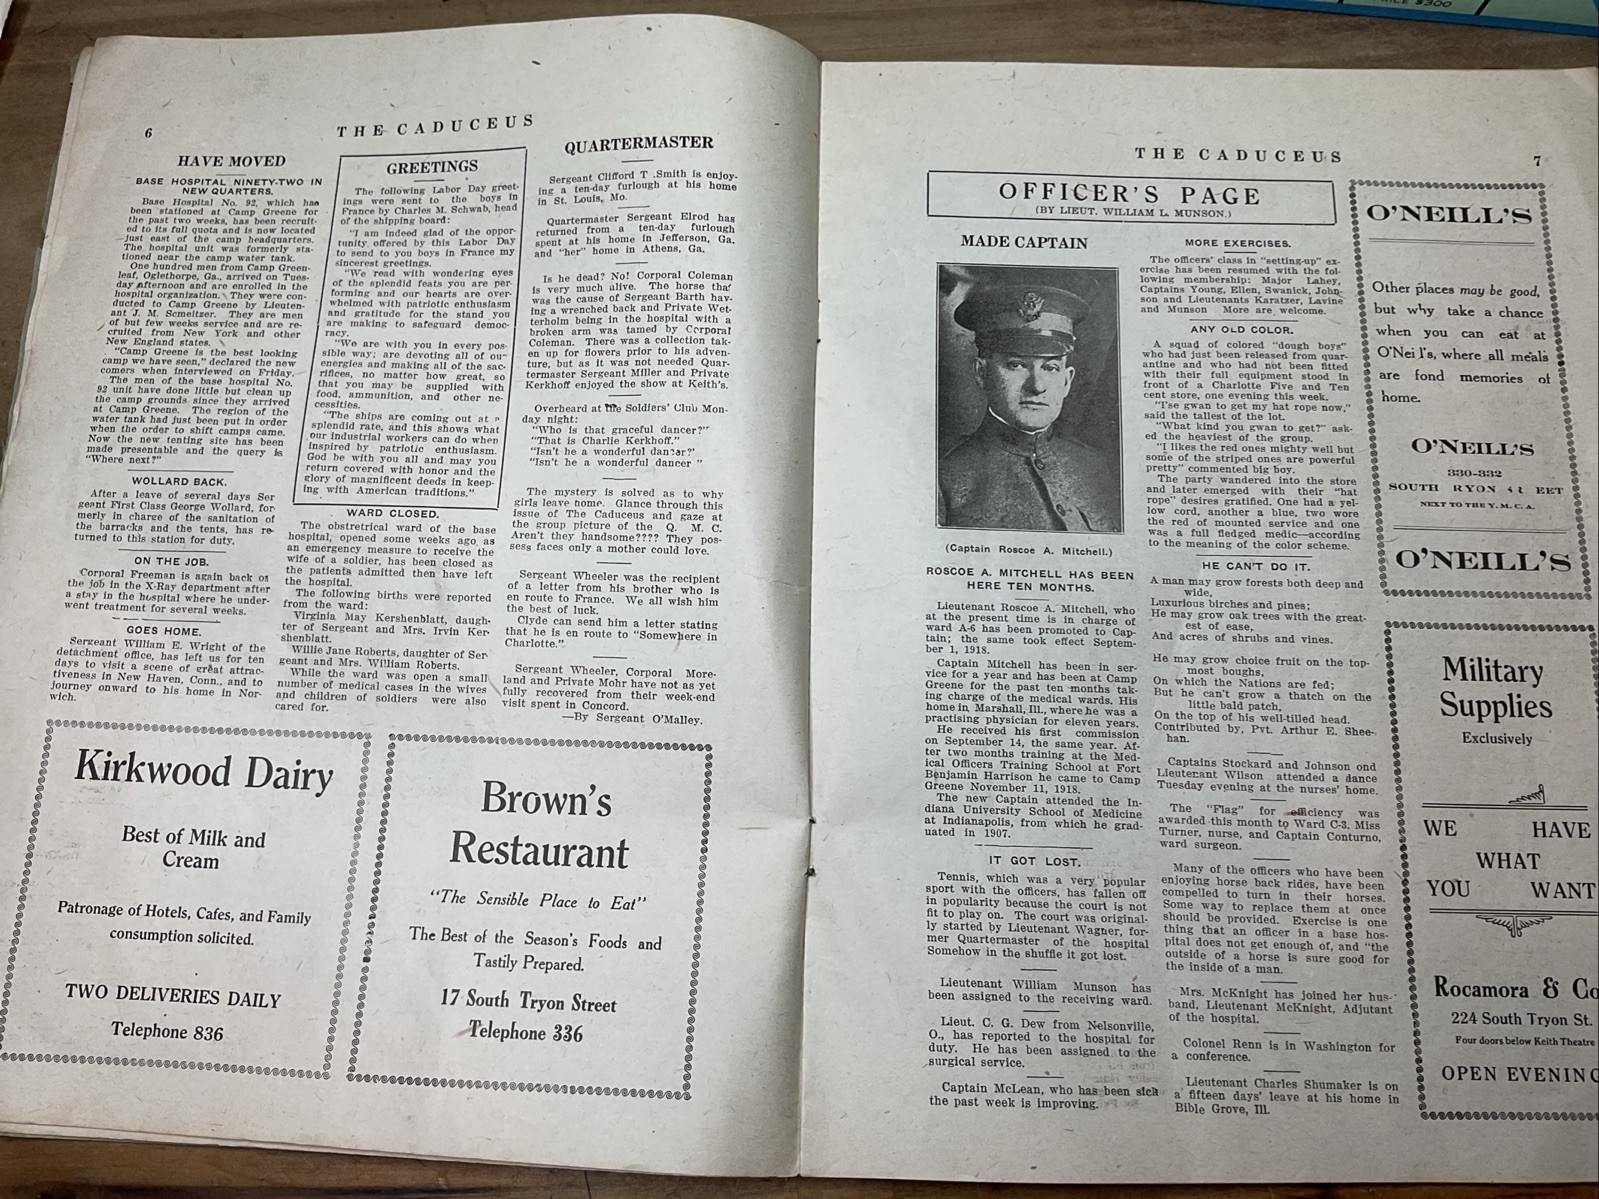 PRICE $300
6
THE CADUCEUS
HAVE MOVED
BASE HOSPITAL NINETY-TWO IN
NEW QUARTERS.
Base Hospital No. 92, which has
been stationed at Camp Greene for
the past two weeks, has been recruit-
ed to its full quota and is now located
just east of the camp headquarters.
The hospital unit was formerly sta-
tioned near the camp water tank.
One hundred men from Camp Green-
leaf, Oglethorpe, Ga., arrived on Tues-
day afternoon and are enrolled in the
hospital organization. They were con-
ducted to Camp Greene by Lieuten-
ant J. M. Scmeltzer. They are men
of but few weeks service and are re-
cruited from New York and other
New England states.
"Camp Greene is the best looking
camp we have seen," declared the new
comers when interviewed on Friday.
The men of the base hospital No.
92 unit have done little but clean up
the camp grounds since they arrived
at Camp Greene. The region of the
water tank had just been put in order
when the order to shift camps came.
Now the new tenting site has been
made presentable and the query is
"Where next?"
WOLLARD BACK.
After a leave of several days Ser
geant First Class George Wollard, for-
merly in charge of the sanitation of
the barracks and the tents, has re-
turned to this station for duty.
ON THE JOB.
Corporal Freeman is again back on
the job in the X-Ray department after
a stay in the hospital where he under-
went treatment for several weeks.
GOES HOME.
Sergeant William E. Wright of the
detachment office, has left us for ten
days to visit a scene of great attrac-
tiveness in New Haven, Conn., and to
journey onward to his home in Nor-
wich.
GREETINGS
The following Labor Day greet-
ings were sent to the boys in
France by Charles M. Schwab, head
of the shipping board:
"I am indeed glad of the oppor-
tunity offered by this Labor Day
to send you boys in France my
sincerest greetings.
"We read with wondering eyes
of the splendid feats you are per-
forming and our hearts are over-
whelmed with patriotic enthusiasm
and gratitude for the stand you
are making to safeguard democ-
racy.
"We are with you in every pos-
sible way; are devoting all of our
energies and making all of the sac-
rifices, no matter how great, so
that you may be supplied with
food, ammunition, and other ne-
cessities.
"The ships are coming out at a
splendid rate, and this shows what
our industrial workers can do when
inspired by patriotic enthusiasm.
God be with you all and may you
return covered with honor and the
glory of magnificent deeds in keep-
ing with American traditions."
WARD CLOSED.
The obstretrical ward of the base
hospital, opened some weeks ago as
an emergency measure to receive the
wife of a soldier, has been closed as
the patients admitted then have left
the hospital.
The following births were reported
from the ward:
Virginia May Kershenblatt, daugh-
ter of Sergeant and Mrs. Irvin Ker-
shenblatt.
Willie Jane Roberts, daughter of Ser-
geant and Mrs. William Roberts.
While the ward was open a small
number of medical cases in the wives
and children of soldiers were also
cared for.
QUARTERMASTER
Sergeant Clifford T .Smith is enjoy-
ing a ten-day furlough at his home
in St. Louis, Mo.
Quartermaster Sergeant Elrod has
returned from a ten-day furlough
spent at his home in Jefferson, Ga.
and "her" home in Athens, Ga.
Is he dead? No! Corporal Coleman
is very much alive. The horse that
was the cause of Sergeant Barth hav-
ing a wrenched back and Private Wet-
terholm being in the hospital with a
broken arm was tamed by Corporal
Coleman. There was a collection tak-
en up for flowers prior to his adven-
ture, but as it was not needed Quar-
termaster Sergeant Miller and Private
Kerkhoff enjoyed the show at Keith's.
Overheard at the Soldiers' Club Mon-
day night:
"Who is that graceful dancer?"
"That is Charlie Kerkhoff."
"Isn't he a wonderful dancer?'
"Isn't he a wonderful dancer "
The mystery is solved as to why
girls leave home. Glance through this
issue of The Caduceus and gaze at
the group picture of the Q. M. C.
Aren't they handsome???? They pos-
sess faces only a mother could love.
Sergeant Wheeler was the recipient
of a letter from his brother who is
en route to France. We all wish him
the best of luck.
Clyde can send him a letter stating
that he is en route to "Somewhere in
Charlotte."
Sergeant Wheeler, Corporal More-
land and Private Mohr have not as yet
fully recovered from their week-end
visit spent in Concord.
—By Sergeant O'Malley.
Kirkwood Dairy
Best of Milk and
Cream
Patronage of Hotels, Cafes, and Family
consumption solicited.
TWO DELIVERIES DAILY
Telephone 836
Brown's
Restaurant
"The Sensible Place to Eat"
The Best of the Season's Foods and
Tastily Prepared.
17 South Tryon Street
Telephone 336
THE CADUCEUS
7
OFFICER'S PAGE
(BY LIEUT. WILLIAM L. MUNSON.)
MADE CAPTAIN
(Captain Roscoe A. Mitchell.)
ROSCOE A. MITCHELL HAS BEEN
HERE TEN MONTHS.
Lieutenant Roscoe A. Mitchell, who
at the present time is in charge of
ward A-6 has been promoted to Cap-
tain; the same took effect Septem-
ber 1, 1918.
Captain Mitchell has been in ser-
vice for a year and has been at Camp
Greene for the past ten months tak-
ing charge of the medical wards. His
home in Marshall, Ill., where he was a
practising physician for eleven years.
He received his first commission
on September 14, the same year. Af-
ter two months training at the Med-
ical Officers Training School at Fort
Benjamin Harrison he came to Camp
Greene November 11, 1918.
The new Captain attended the In-
diana University School of Medicine
at Indianapolis, from which he grad-
uated in 1907.
IT GOT LOST.
Tennis, which was a very popular
sport with the officers, has fallen off
in popularity because the court is not
fit to play on. The court was original-
ly started by Lieutenant Wagner, for-
mer Quartermaster of the hospital
Somehow in the shuffle it got lost.
Lieutenant William Munson has
been assigned to the receiving ward.
Lieut. C. G. Dew from Nelsonville,
O., has reported to the hospital for
duty. He has been assigned to the
surgical service.
Captain McLean, who has been sick
the past week is improving.
MORE EXERCISES.
The officers' class in "setting-up" ex-
ercise has been resumed with the fol-
lowing membership: Major Lahey,
Captains Young, Ellen, Swanick, John-
son and Lieutenants Karatzer, Lavine
and Munson More are welcome.
ANY OLD COLOR.
A squad of colored "dough boys"
who had just been released from quar-
antine and who had not been fitted
with their full equipment stood in
front of a Charlotte Five and Ten
cent store, one evening this week.
"I'se gwan to get my hat rope now,"
said the tallest of the lot.
"What kind you gwan to get?" ask-
ed the heaviest of the group.
"I likes the red ones mighty well but
some of the striped ones are powerful
pretty" commented big boy.
The party wandered into the store
and later emerged with their "hat
rope" desires gratified. One had a yel-
low cord, another a blue, two wore
the red of mounted service and one
was a full fledged medic—according
to the meaning of the color scheme.
HE CAN'T DO IT.
A man may grow forests both deep and
wide,
Luxurious birches and pines;
He may grow oak trees with the great-
est of ease,
And acres of shrubs and vines.
He may grow choice fruit on the top-
most boughs,
On which the Nations are fed;
But he can't grow a thatch on the
little bald patch,
On the top of his well-tilled head.
Contributed by, Pvt. Arthur E. Shee-
han.
Captains Stockard and Johnson ond
Lieutenant Wilson attended a dance
Tuesday evening at the nurses' home.
The "Flag" for efficiency was
awarded this month to Ward C-3, Miss
Turner, nurse, and Captain Conturno,
ward surgeon.
Many of the officers who have been
enjoying horse back rides, have been
compelled to turn in their horses.
Some way to replace them at once
should be provided. Exercise is one
thing that an officer in a base hos-
pital does not get enough of, and "the
outside of a horse is sure good for
the inside of a man.
Mrs. McKnight has joined her hus-
band, Lieutenant McKnight, Adjutant
of the hospital.
Colonel Renn is in Washington for
a conference.
Lieutenant Charles Shumaker is on
a fifteen days' leave at his home in
Bible Grove, Ill.
O'NEILL'S
Other places may be good,
but why take a chance
when you can eat at
O'Nei l's, where all meals
are fond memories of
home.
O'NEILL'S
330-332
SOUTH RYON
NEXT TO THE Y. M. C. A.
O'NEILL'S
Military
Supplies
Exclusively
WE HAVE
WHAT
YOU WANT
Rocamora & Co
224 South Tryon St.
Four doors below Keith Theatre
OPEN EVENING